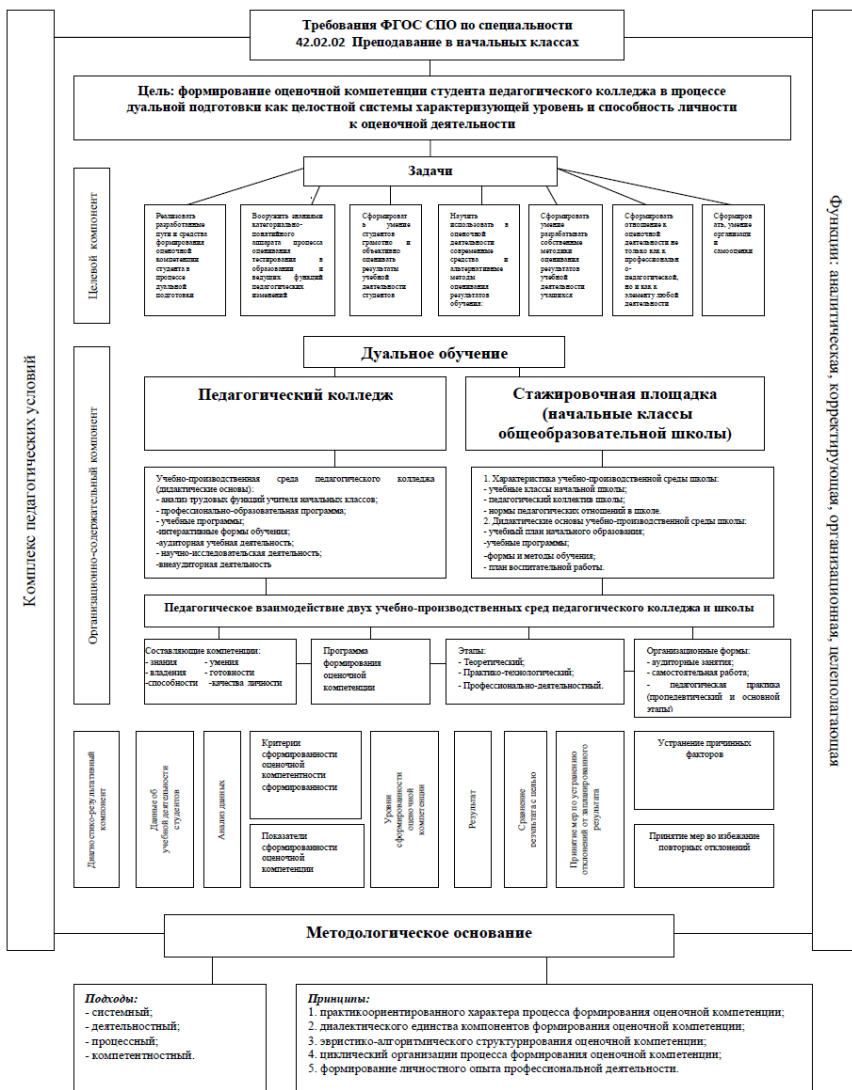 Требования ФГОС СПО по специальности
42.02.02 Преподавание в начальных классах
Цель: формирование оценочной компетенции студента педагогического колледжа в процессе
дуальной подготовки как целостной системы характеризующей уровень и способность личности
к оценочной деятельности
Задачи
Целевой компонент
Реализовать
разработанные
пути и средства
формирования
оценочной
компетенции
студента в
процессе
дуальной
подготовки
Вооружить знаниями
категориально-
понятийного
аппарата процесса
оценивания
тестирования в
образовании и
ведущих функций
педагогических
изменений
Сформироват
ь умение
студентов
грамотно и
объективно
оценивать
результаты
учебной
деятельности
студентов
Научить
использовать в
оценочной
деятельности
современные
средства и
альтернативные
методы
оценивания
результатов
обучения:
Сформировать
умение
разрабатывать
собственные
методики
оценивания
результатов
учебной
деятельности
учащихся
Сформировать
отношение к
оценочной
деятельности не
только как к
профессиональн
о-
педагогической,
но и как к
элементу любой
деятельности
Сформиров
ать, умение
организаци
и
самооценки
Комплекс педагогических условий
Функции: аналитическая, корректирующая, организационная, целеполагающая
Организационно-содержательный компонент
Дуальное обучение
Педагогический колледж
Стажировочная площадка
(начальные классы
общеобразовательной школы)
Учебно-производственная среда педагогического колледжа
(дидактические основы):
- анализ трудовых функций учителя начальных классов;
- профессионально-образовательная программа;
- учебные программы;
-интерактивные формы обучения;
-аудиторная учебная деятельность;
- научно-исследовательская деятельность;
-внеаудиторная деятельность
1. Характеристика учебно-производственной среды школы:
- учебные классы начальной школы;
- педагогический коллектив школы;
- нормы педагогических отношений в школе.
2. Дидактические основы учебно-производственной среды школы:
- учебный план начального образования;
-учебные программы;
-формы и методы обучения;
- план воспитательной работы.
Педагогическое взаимодействие двух учебно-производственных сред педагогического колледжа и школы
Составляющие компетенции:
- знания - умения
- владения - готовности
-способности -качества личности
Программа
формирования
оценочной
компетенции
Этапы:
- Теоретический;
- Практико-технологический;
- Профессионально-деятельностный.
Организационные формы:
- аудиторные занятия;
- самостоятельная работа;
- педагогическая практика
(пропедевтический и основной
этапы)
Диагностико-результативный
компонент
Данные об
учебной деятельности
студентов
Анализ данных
Критерии
сформированности
оценочной
компетентности
сформированности
Показатели
сформированности
оценочной
компетенции
Уровни
сформированности
оценочной
компетенции
Результат
Сравнение
результата с целью
Принятие мер по устранению
отклонений от запланированного
результата
Устранение причинных
факторов
Принятие мер во избежание
повторных отклонений
Методологическое основание
Подходы:
- системный;
- деятельностный;
- процессный;
- компетентностный.
Принципы:
1. практикоориентированного характера процесса формирования оценочной компетенции;
2. диалектического единства компонентов формирования оценочной компетенции;
3. эвристико-алгоритмического структурирования оценочной компетенции;
4. циклический организации процесса формирования оценочной компетенции;
5. формирование личностного опыта профессиональной деятельности.